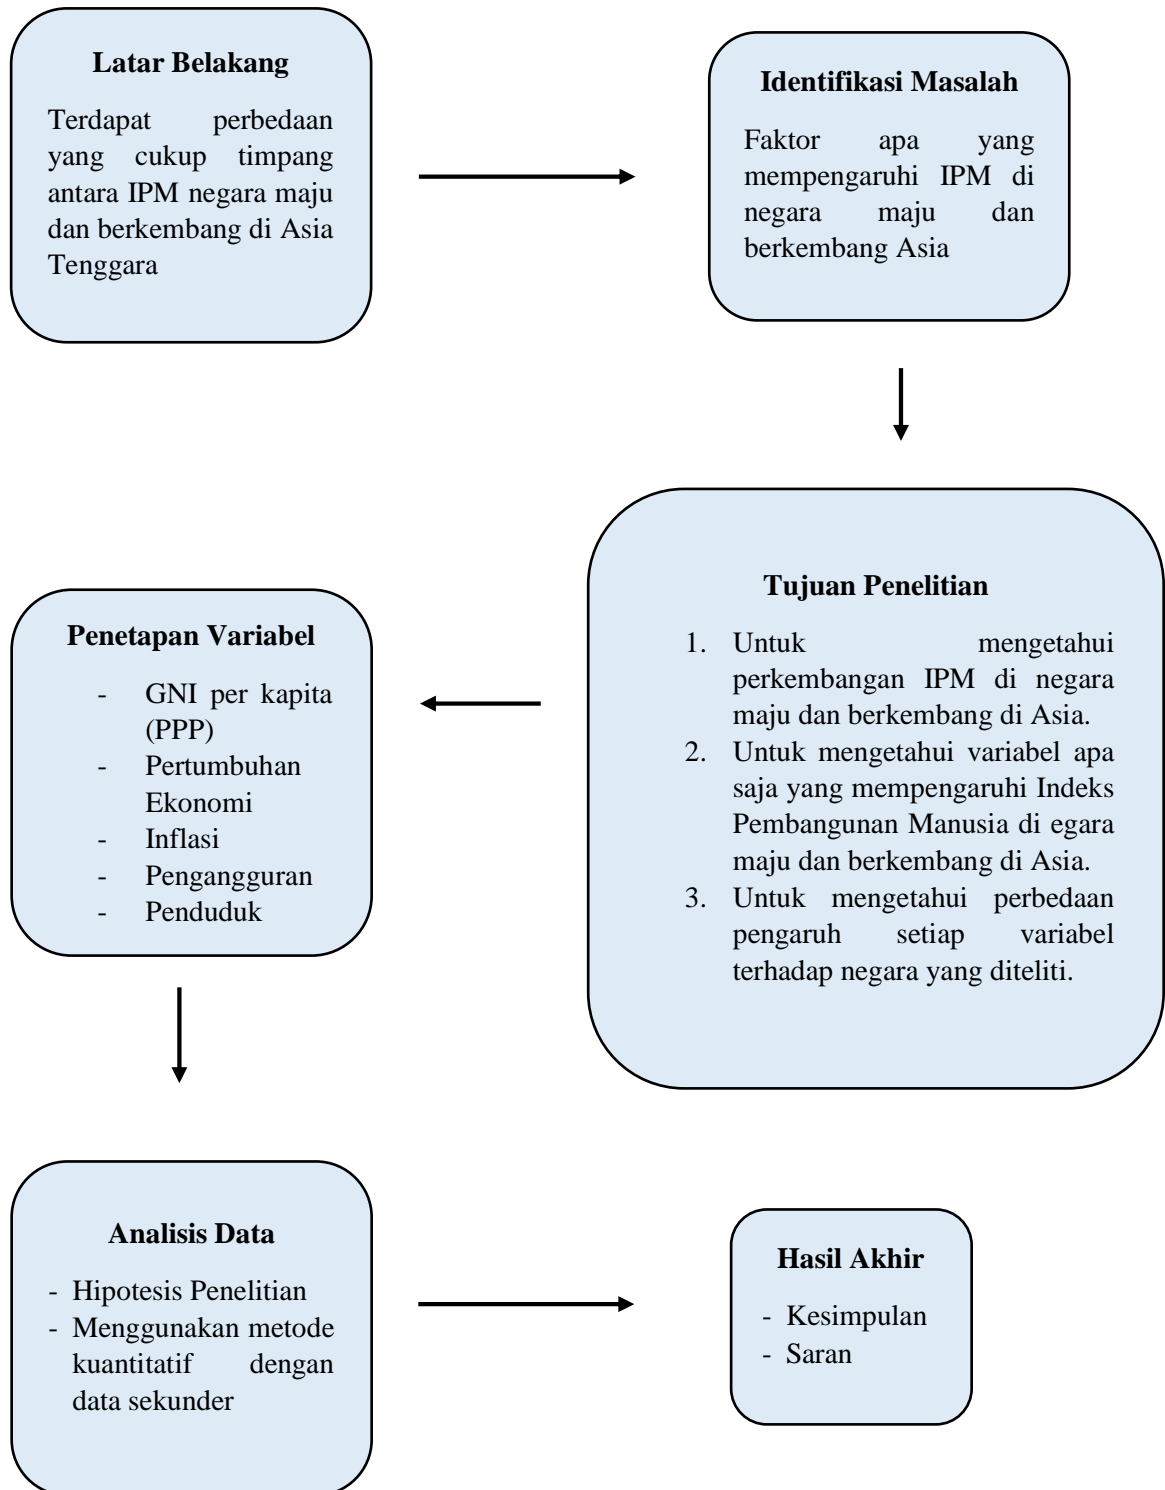 Latar Belakang
Terdapat perbedaan
yang cukup timpang
antara IPM negara maju
dan berkembang di Asia
Tenggara
Identifikasi Masalah
Faktor apa yang
mempengaruhi IPM di
negara maju dan
berkembang Asia
Tujuan Penelitian
1. Untuk mengetahui
perkembangan IPM di negara
maju dan berkembang di Asia.
2. Untuk mengetahui variabel apa
saja yang mempengaruhi Indeks
Pembangunan Manusia di egara
maju dan berkembang di Asia.
3. Untuk mengetahui perbedaan
pengaruh setiap variabel
terhadap negara yang diteliti.
Penetapan Variabel
- GNI per kapita
(PPP)
- Pertumbuhan
Ekonomi
- Inflasi
- Pengangguran
- Penduduk
Analisis Data
- Hipotesis Penelitian
- Menggunakan metode
kuantitatif dengan
data sekunder
Hasil Akhir
- Kesimpulan
- Saran